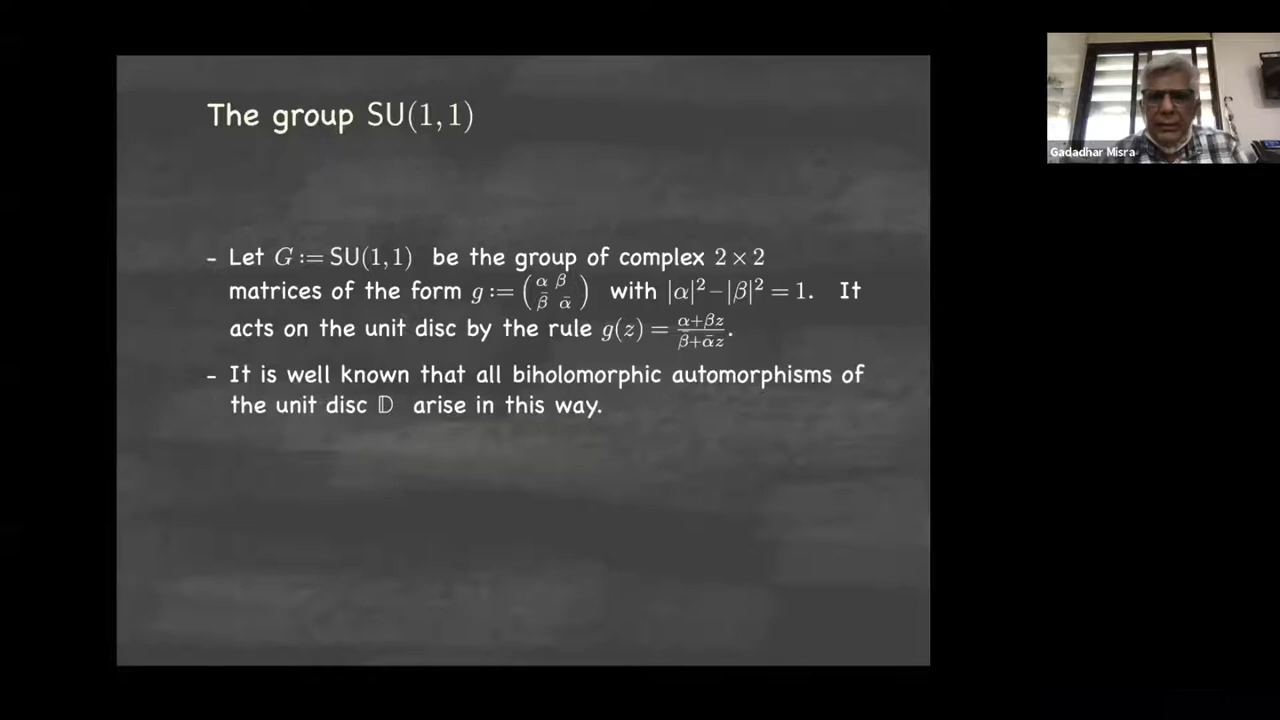 The group SU(1, 1)
- Let G := SU(1, 1) be the group of complex 2 × 2
matrices of the form g := (α β / β̄ ᾱ) with |α|² − |β|² = 1. It
acts on the unit disc by the rule g(z) = (α+βz)/(β̄+ᾱz).
- It is well known that all biholomorphic automorphisms of
the unit disc 𝔻 arise in this way.
Gadadhar Misra